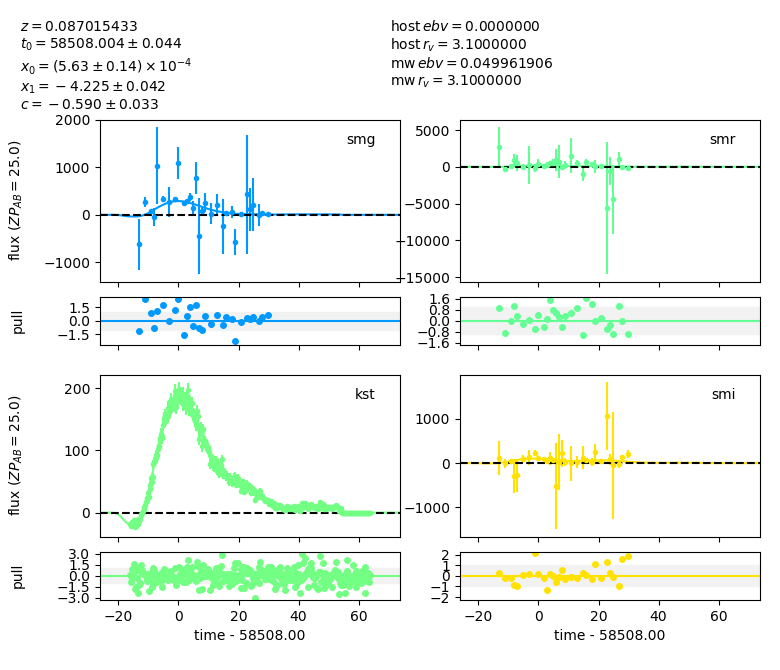 z = 0.087015433
t₀ = 58508.004 ± 0.044
x₀ = (5.63 ± 0.14) × 10⁻⁴
x₁ = −4.225 ± 0.042
c = −0.590 ± 0.033
host ebv = 0.0000000
host r_v = 3.1000000
mw ebv = 0.049961906
mw r_v = 3.1000000
smg
flux (ZP_AB = 25.0)
2000
1000
0
−1000
smr
5000
0
−5000
−10000
−15000
pull
1.5
0.0
−1.5
1.6
0.8
0.0
−0.8
−1.6
kst
flux (ZP_AB = 25.0)
200
100
0
smi
1000
0
−1000
pull
3.0
1.5
0.0
−1.5
−3.0
2
1
0
−1
−2
−20 0 20 40 60
time - 58508.00
−20 0 20 40 60
time - 58508.00